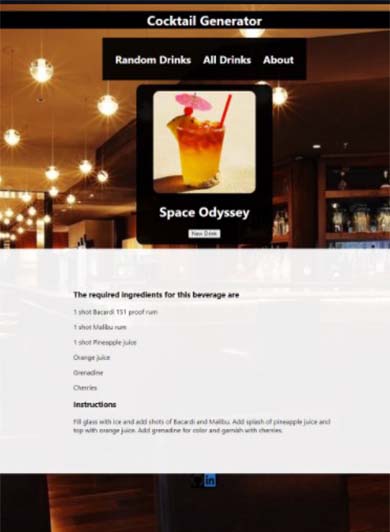 Cocktail Generator
Random Drinks All Drinks About
Space Odyssey
New Drink
The required ingredients for this beverage are
1 shot Bacardi 151 proof rum
1 shot Malibu rum
1 shot Pineapple juice
Orange juice
Grenadine
Cherries
Instructions
Fill glass with ice and add shots of Bacardi and Malibu. Add splash of pineapple juice and
top with orange juice. Add grenadine for color and garnish with cherries.
in